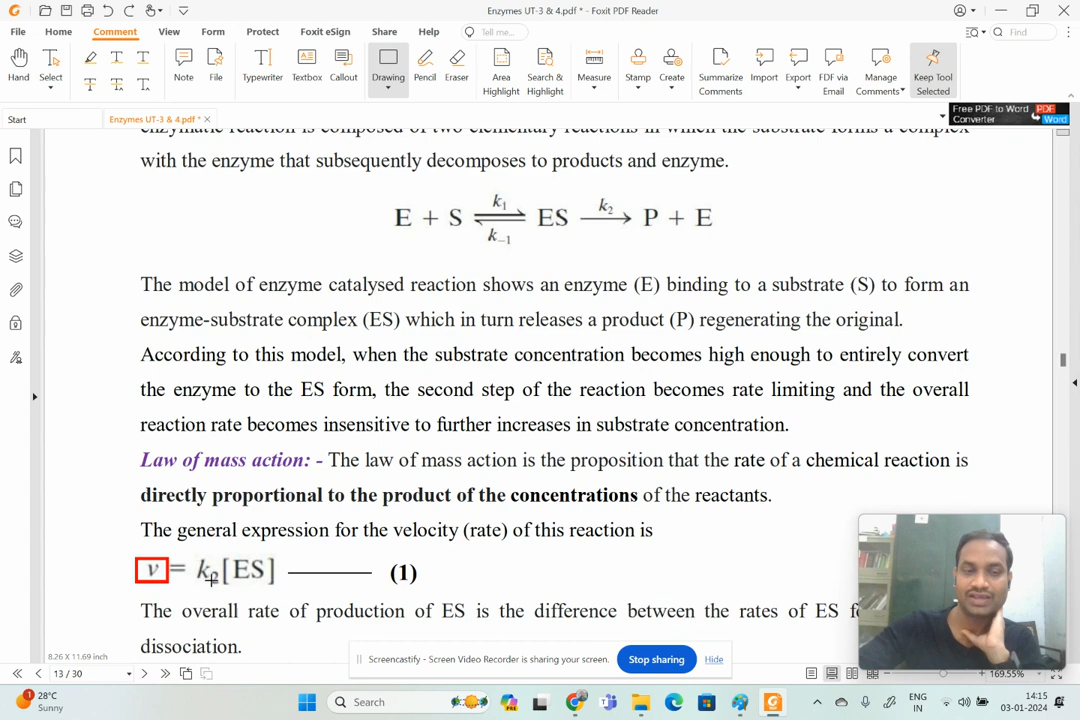 Enzymes UT-3 & 4.pdf * - Foxit PDF Reader
File Home Comment View Form Protect Foxit eSign Share Help Tell me... Find
Hand Select Note File Typewriter Textbox Callout Drawing Pencil Eraser Area Highlight Search & Highlight Measure Stamp Create Summarize Comments Import Export FDF via Email Manage Comments Keep Tool Selected
Start Enzymes UT-3 & 4.pdf *
Free PDF to Word Converter PDF Word
enzymatic reaction is composed of two elementary reactions in which the substrate forms a complex
with the enzyme that subsequently decomposes to products and enzyme.
E + S k1 ⇌ k−1 ES k2 → P + E
The model of enzyme catalysed reaction shows an enzyme (E) binding to a substrate (S) to form an
enzyme-substrate complex (ES) which in turn releases a product (P) regenerating the original.
According to this model, when the substrate concentration becomes high enough to entirely convert
the enzyme to the ES form, the second step of the reaction becomes rate limiting and the overall
reaction rate becomes insensitive to further increases in substrate concentration.
Law of mass action: - The law of mass action is the proposition that the rate of a chemical reaction is
directly proportional to the product of the concentrations of the reactants.
The general expression for the velocity (rate) of this reaction is
v = k2[ES] ———— (1)
The overall rate of production of ES is the difference between the rates of ES
dissociation.
8.26 x 11.69 inch
Screencastify - Screen Video Recorder is sharing your screen. Stop sharing Hide
13 / 30 169.55%
28°C
Sunny
Search
ENG
IN
14:15
03-01-2024